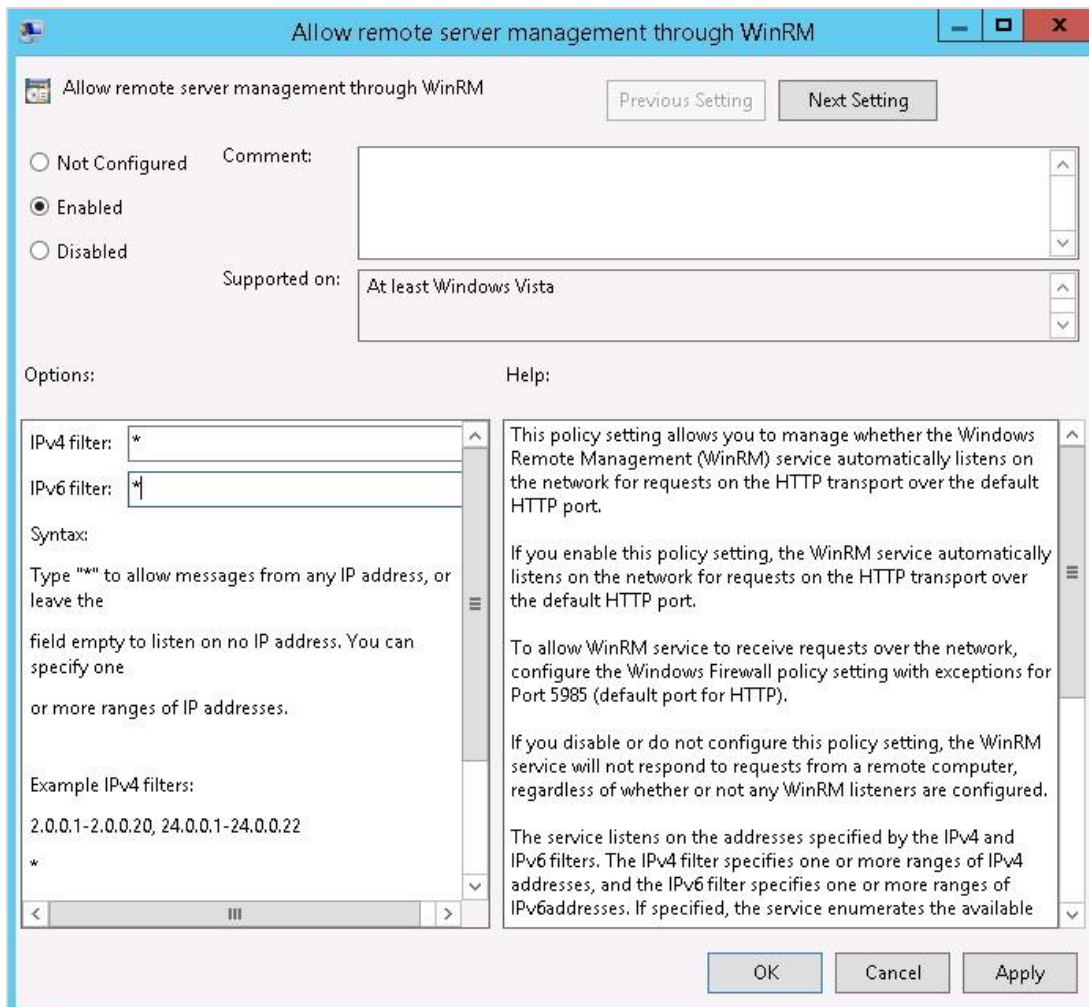 Allow remote server management through WinRM
Allow remote server management through WinRM
Previous Setting
Next Setting
Not Configured
Enabled
Disabled
Comment:
Supported on:
At least Windows Vista
Options:
Help:
IPv4 filter:
*
IPv6 filter:
*
Syntax:
Type "*" to allow messages from any IP address, or
leave the
field empty to listen on no IP address. You can
specify one
or more ranges of IP addresses.
Example IPv4 filters:
2.0.0.1-2.0.0.20, 24.0.0.1-24.0.0.22
*
This policy setting allows you to manage whether the Windows
Remote Management (WinRM) service automatically listens on
the network for requests on the HTTP transport over the default
HTTP port.
If you enable this policy setting, the WinRM service automatically
listens on the network for requests on the HTTP transport over
the default HTTP port.
To allow WinRM service to receive requests over the network,
configure the Windows Firewall policy setting with exceptions for
Port 5985 (default port for HTTP).
If you disable or do not configure this policy setting, the WinRM
service will not respond to requests from a remote computer,
regardless of whether or not any WinRM listeners are configured.
The service listens on the addresses specified by the IPv4 and
IPv6 filters. The IPv4 filter specifies one or more ranges of IPv4
addresses, and the IPv6 filter specifies one or more ranges of
IPv6addresses. If specified, the service enumerates the available
OK
Cancel
Apply